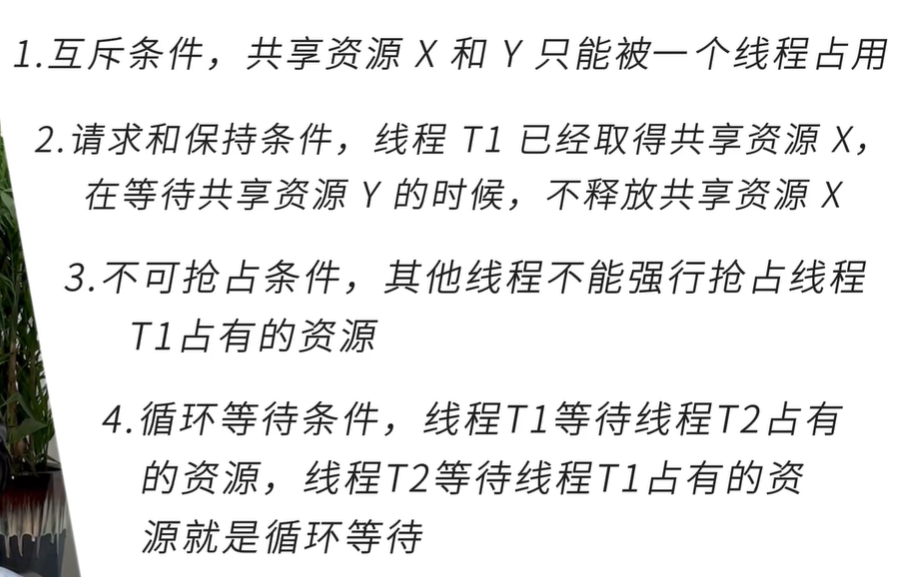 1.互斥条件，共享资源 X 和 Y 只能被一个线程占用
2.请求和保持条件，线程 T1 已经取得共享资源 X，
在等待共享资源 Y 的时候，不释放共享资源 X
3.不可抢占条件，其他线程不能强行抢占线程
T1占有的资源
4.循环等待条件，线程T1等待线程T2占有
的资源，线程T2等待线程T1占有的资
源就是循环等待